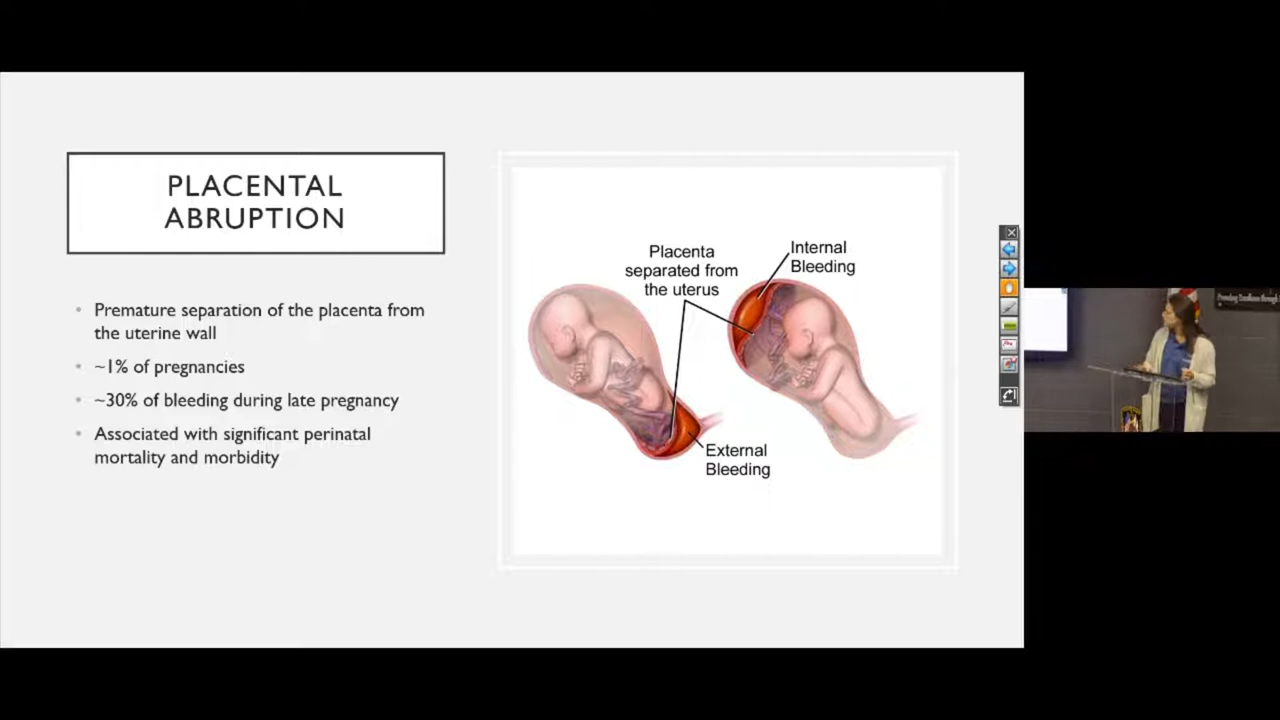 PLACENTAL
ABRUPTION
Premature separation of the placenta from
the uterine wall
~1% of pregnancies
~30% of bleeding during late pregnancy
Associated with significant perinatal
mortality and morbidity
Placenta
separated from
the uterus
Internal
Bleeding
External
Bleeding